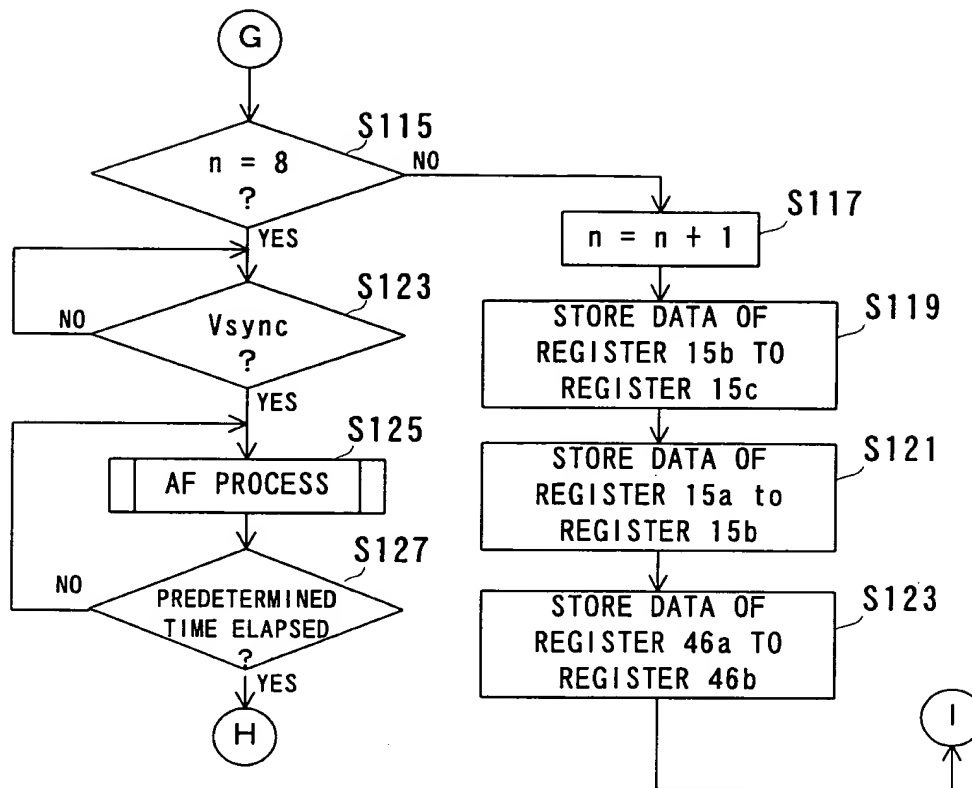 G
S115
n = 8
?
NO
YES
S123
Vsync
?
NO
YES
S125
AF PROCESS
S127
PREDETERMINED
TIME ELAPSED
?
NO
YES
H
S117
n = n + 1
S119
STORE DATA OF
REGISTER 15b TO
REGISTER 15c
S121
STORE DATA OF
REGISTER 15a to
REGISTER 15b
S123
STORE DATA OF
REGISTER 46a TO
REGISTER 46b
I